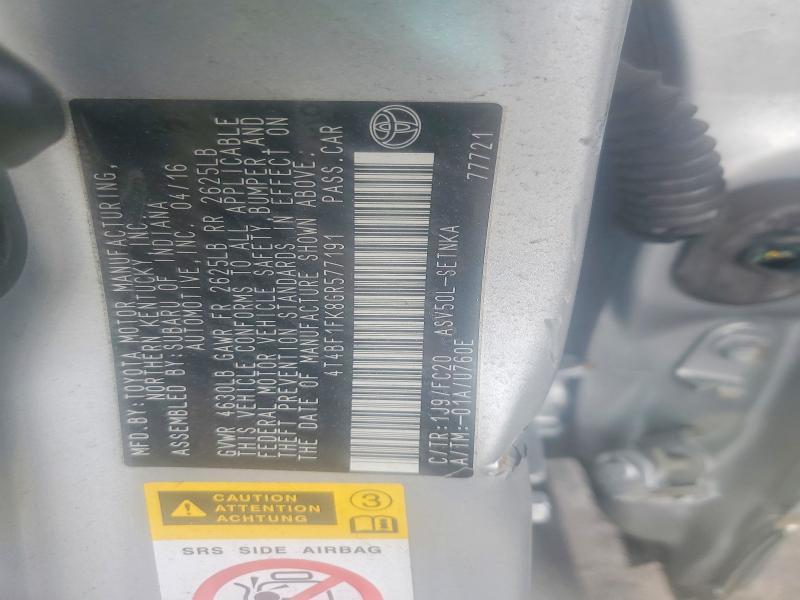 MFD.BY:TOYOTA MOTOR MANUFACTURING,
NORTHERN KENTUCKY, INC.
ASSEMBLED BY:SUBARU OF INDIANA
AUTOMOTIVE, INC. 04/16
GVWR 4630LB GAWR FR 2625LB RR 2625LB
THIS VEHICLE CONFORMS TO ALL APPLICABLE
FEDERAL MOTOR VEHICLE SAFETY, BUMPER AND
THEFT PREVENTION STANDARDS IN EFFECT ON
THE DATE OF MANUFACTURE SHOWN ABOVE.
4T4BF1FK8GR577191 PASS.CAR
C/TR:1J9/FC20 ASV50L-SETNKA
A/TM:-01A/U760E 77721
CAUTION
ATTENTION
ACHTUNG
3
SRS SIDE AIRBAG